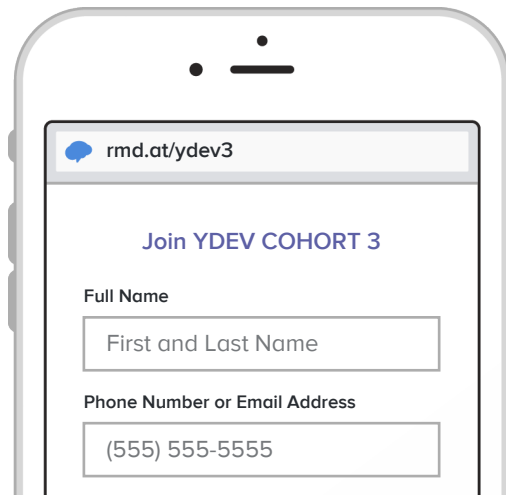 rmd.at/ydev3
Join YDEV COHORT 3
Full Name
First and Last Name
Phone Number or Email Address
(555) 555-5555